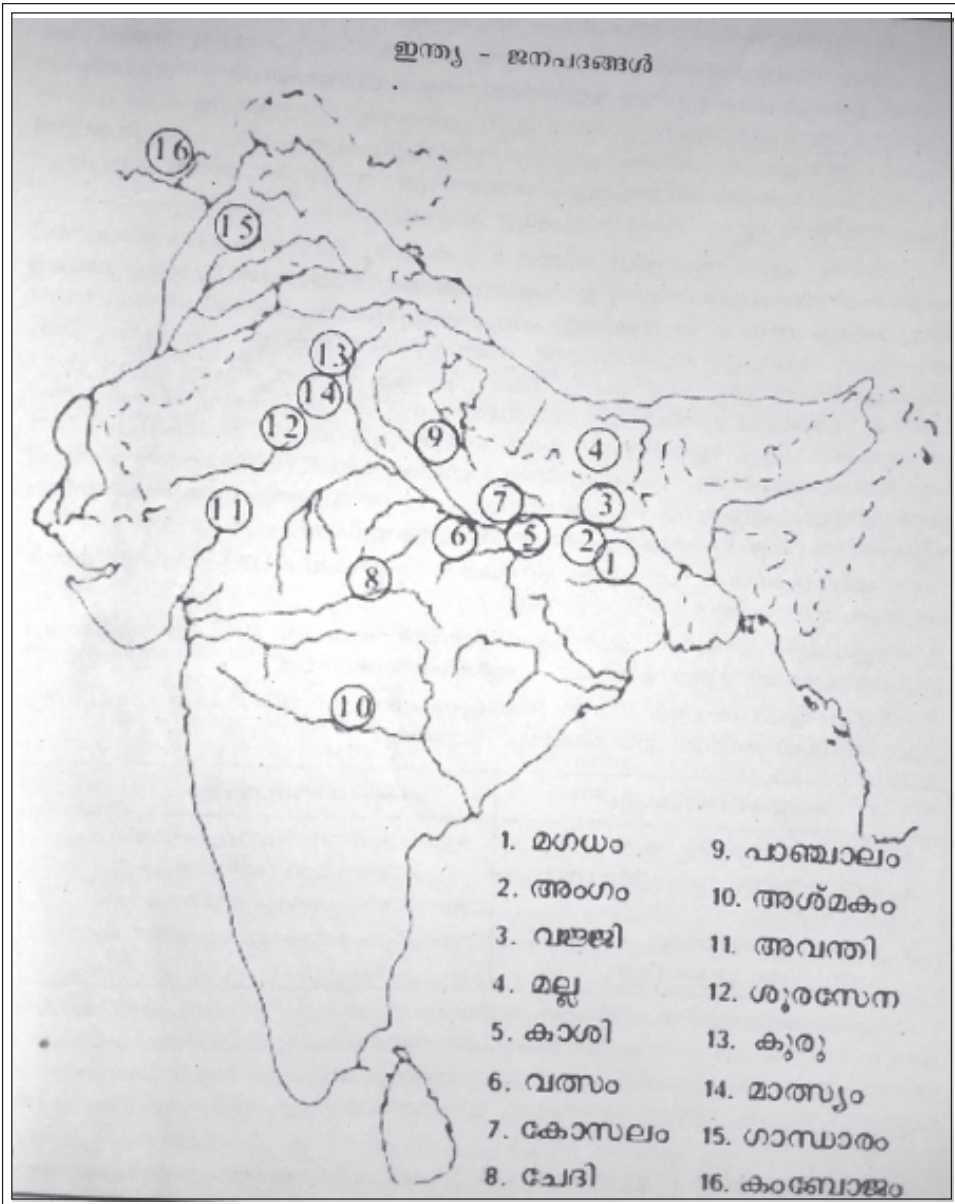 ഇന്ത്യ - ജനപദങ്ങൾ
16
15
13
14
12
9
4
11
7
3
6
5
2
1
8
10
1. മഗധം
2. അംഗം
3. വജ്ജി
4. മല്ല
5. കാശി
6. വത്സം
7. കോസലം
8. ചേദി
9. പാഞ്ചാലം
10. അശ്മകം
11. അവന്തി
12. ശൂരസേന
13. കുരു
14. മാത്സ്യം
15. ഗാന്ധാരം
16. കംബോജം